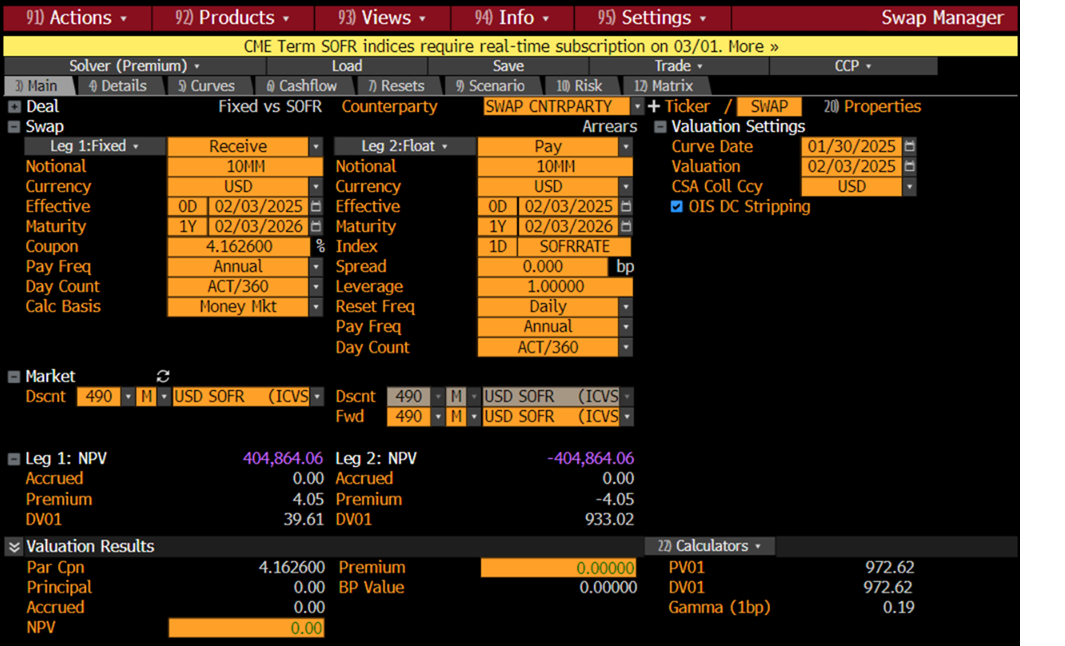 91) Actions 92) Products 93) Views 94) Info 95) Settings Swap Manager
CME Term SOFR indices require real-time subscription on 03/01. More »
Solver (Premium) Load Save Trade CCP
3) Main 4) Details 5) Curves 6) Cashflow 7) Resets 9) Scenario 10) Risk 12) Matrix
Deal Fixed vs SOFR Counterparty SWAP CNTRPARTY + Ticker / SWAP 20) Properties
Swap Arrears Valuation Settings
Leg 1:Fixed Receive Leg 2:Float Pay Curve Date 01/30/2025
Notional 10MM Notional 10MM Valuation 02/03/2025
Currency USD Currency USD CSA Coll Ccy USD
Effective 0D 02/03/2025 Effective 0D 02/03/2025 OIS DC Stripping
Maturity 1Y 02/03/2026 Maturity 1Y 02/03/2026
Coupon 4.162600 % Index 1D SOFRRATE
Pay Freq Annual Spread 0.000 bp
Day Count ACT/360 Leverage 1.00000
Calc Basis Money Mkt Reset Freq Daily
Pay Freq Annual
Day Count ACT/360
Market
Dscnt 490 M USD SOFR (ICVS Dscnt 490 M USD SOFR (ICVS
Fwd 490 M USD SOFR (ICVS
Leg 1: NPV 404,864.06 Leg 2: NPV -404,864.06
Accrued 0.00 Accrued 0.00
Premium 4.05 Premium -4.05
DV01 39.61 DV01 933.02
Valuation Results 22) Calculators
Par Cpn 4.162600 Premium 0.00000 PV01 972.62
Principal 0.00 BP Value 0.00000 DV01 972.62
Accrued 0.00 Gamma (1bp) 0.19
NPV 0.00